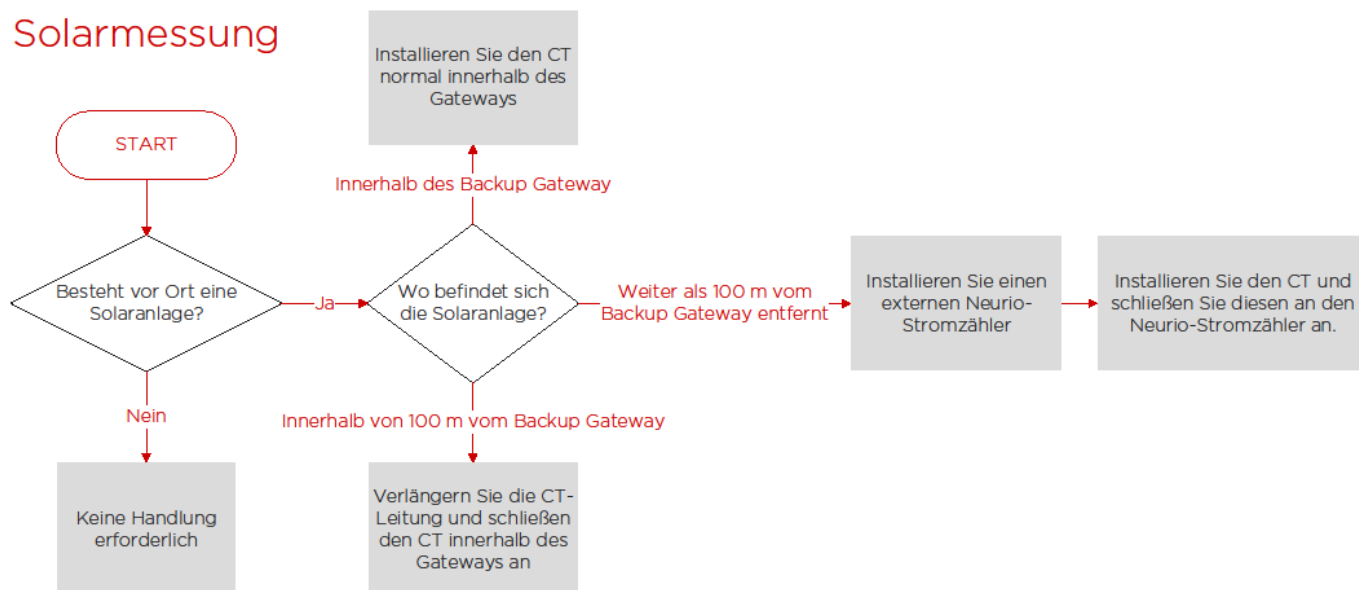 Solarmessung
START
Besteht vor Ort eine
Solaranlage?
Nein
Keine Handlung
erforderlich
Ja
Wo befindet sich
die Solaranlage?
Innerhalb des Backup Gateway
Installieren Sie den CT
normal innerhalb des
Gateways
Innerhalb von 100 m vom Backup Gateway
Verlängern Sie die CT-
Leitung und schließen
den CT innerhalb des
Gateways an
Weiter als 100 m vom
Backup Gateway entfernt
Installieren Sie einen
externen Neurio-
Stromzähler
Installieren Sie den CT und
schließen Sie diesen an den
Neurio-Stromzähler an.